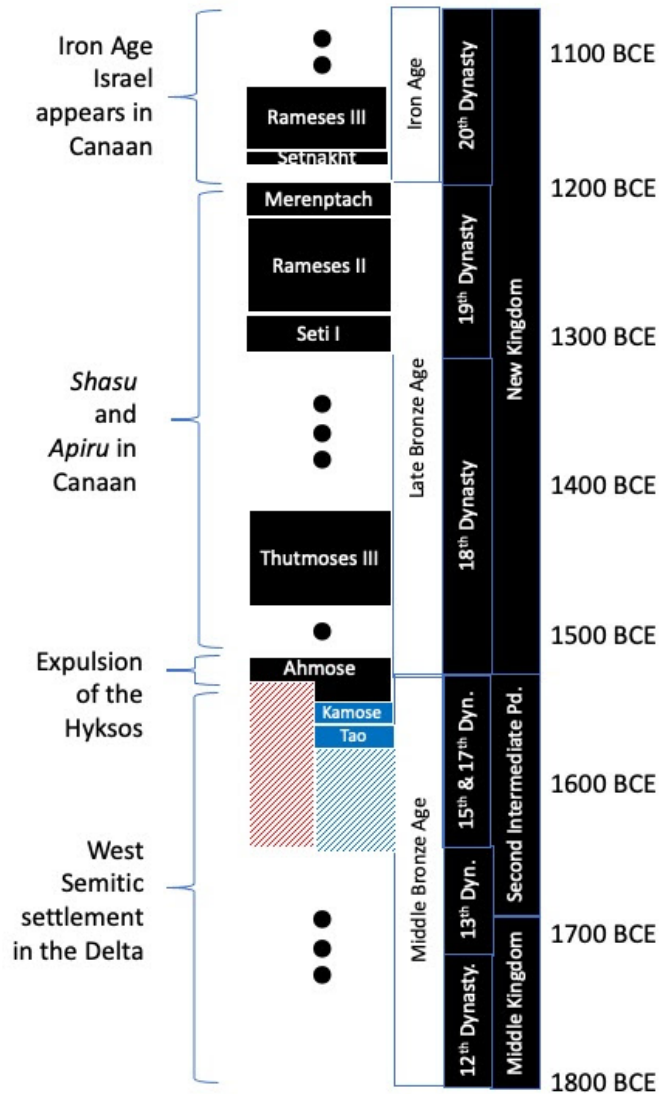 Iron Age
Israel
appears in
Canaan
Shasu
and
Apiru in
Canaan
Expulsion
of the
Hyksos
West
Semitic
settlement
in the Delta
Rameses III
Setnakht
Merenptach
Rameses II
Seti I
Thutmoses III
Ahmose
Kamose
Tao
Iron Age
Late Bronze Age
Middle Bronze Age
20th Dynasty
19th Dynasty
18th Dynasty
15th & 17th Dyn.
13th Dyn.
12th Dynasty.
New Kingdom
Second Intermediate Pd.
Middle Kingdom
1100 BCE
1200 BCE
1300 BCE
1400 BCE
1500 BCE
1600 BCE
1700 BCE
1800 BCE